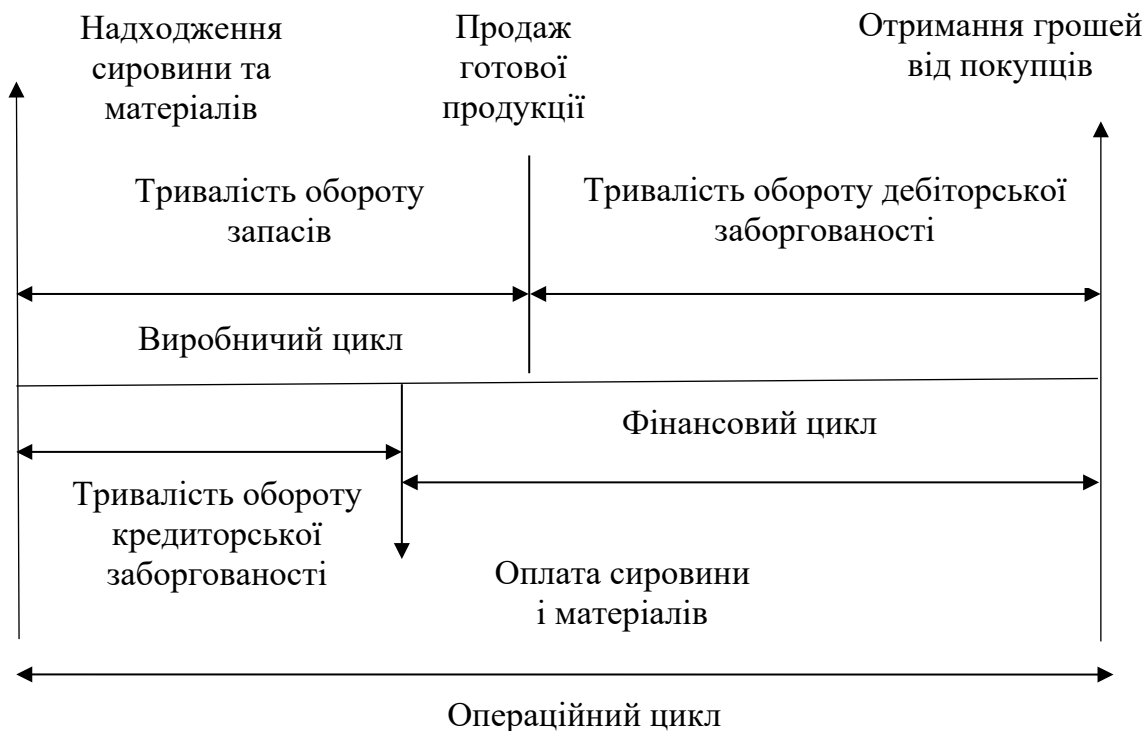 Надходження
сировини та
матеріалів
Продаж
готової
продукції
Отримання грошей
від покупців
Тривалість обороту
запасів
Тривалість обороту дебіторської
заборгованості
Виробничий цикл
Фінансовий цикл
Тривалість обороту
кредиторської
заборгованості
Оплата сировини
і матеріалів
Операційний цикл